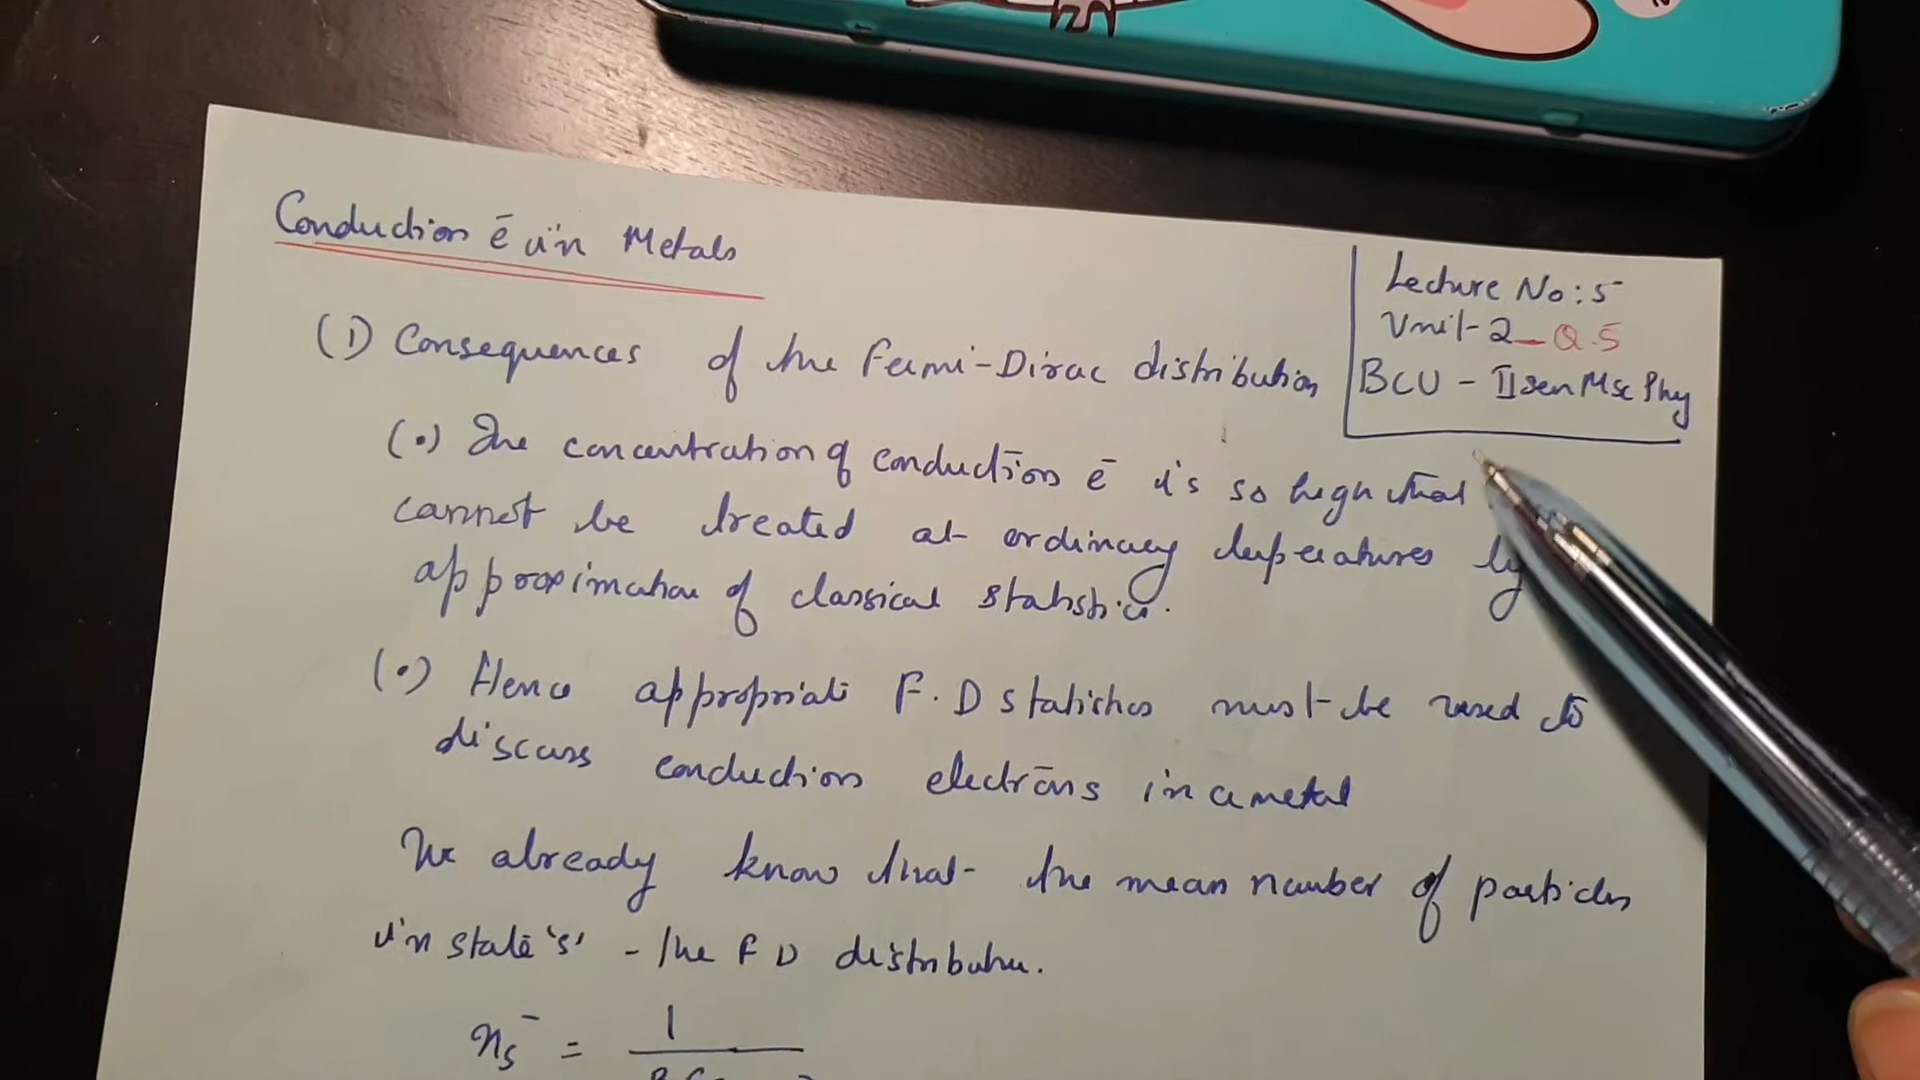 Conduction ē in Metals
Lecture No: 5
Unit-2_Q.5
BCU - II Sem Msc Phy
(1) Consequences of the Fermi-Dirac distribution
(•) The concentration of conduction ē is so high that
cannot be treated at ordinary temperatures by
approximation of classical statistics.
(•) Hence appropriate F.D statistics must be used to
discuss conduction electrons in a metal
We already know that the mean number of particles
in state 's' - the FD distribution.
n̄s = 1